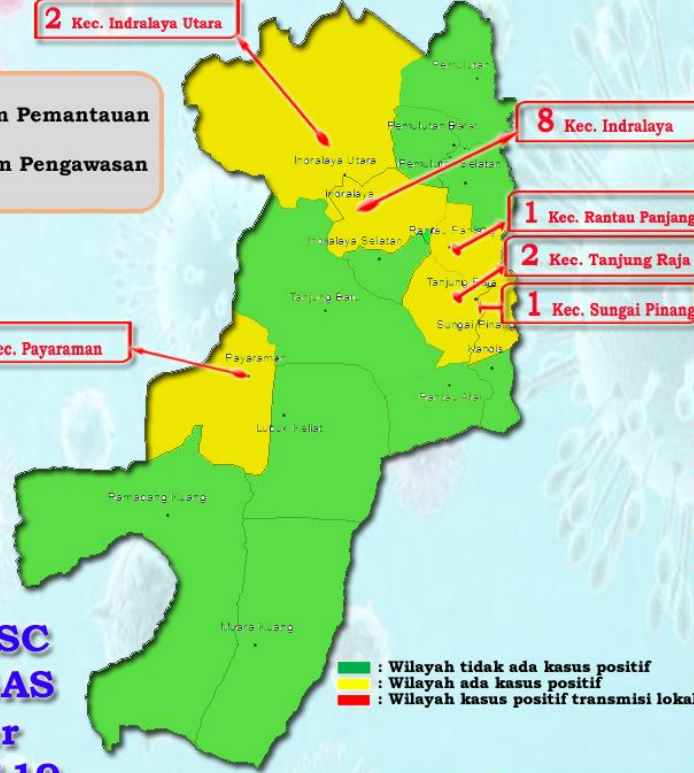 2 Kec. Indralaya Utara
n Pemantauan
n Pengawasan
Pemulutan
Pemulutan Barat
Pemulutan Selatan
8 Kec. Indralaya
Indralaya Utara
Indralaya
1 Kec. Rantau Panjang
Indralaya Selatan
2 Kec. Tanjung Raja
Tanjung Raja
Tanjung Batu
1 Kec. Sungai Pinang
Sungai Pinang
Kandis
ec. Payaraman
Payaraman
Rantau Alai
Lubuk Keliat
Rambang Kuang
Muara Kuang
SC
AS
r
: Wilayah tidak ada kasus positif
: Wilayah ada kasus positif
: Wilayah kasus positif transmisi lokal